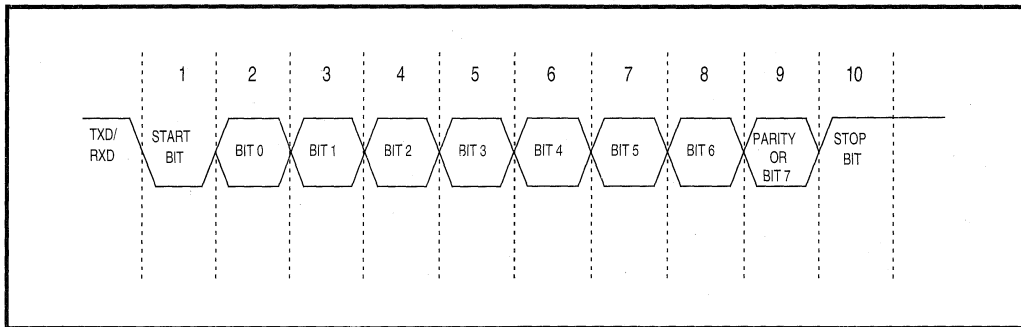 1 2 3 4 5 6 7 8 9 10
TXD/
RXD
START
BIT
BIT 0
BIT 1
BIT 2
BIT 3
BIT 4
BIT 5
BIT 6
PARITY
OR
BIT 7
STOP
BIT